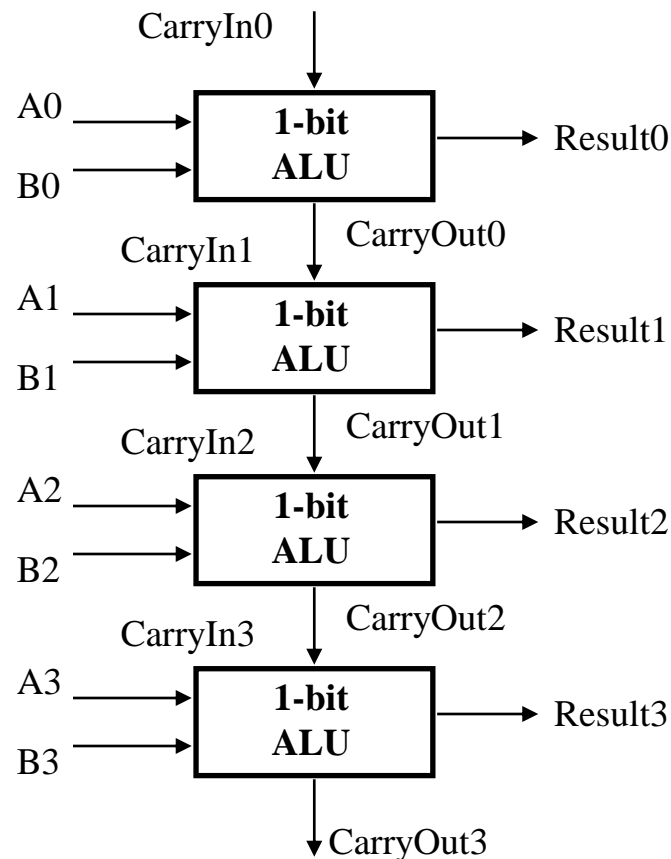 CarryIn0
A0
1-bit
ALU
Result0
B0
CarryOut0
CarryIn1
A1
1-bit
ALU
Result1
B1
CarryOut1
CarryIn2
A2
1-bit
ALU
Result2
B2
CarryOut2
CarryIn3
A3
1-bit
ALU
Result3
B3
CarryOut3